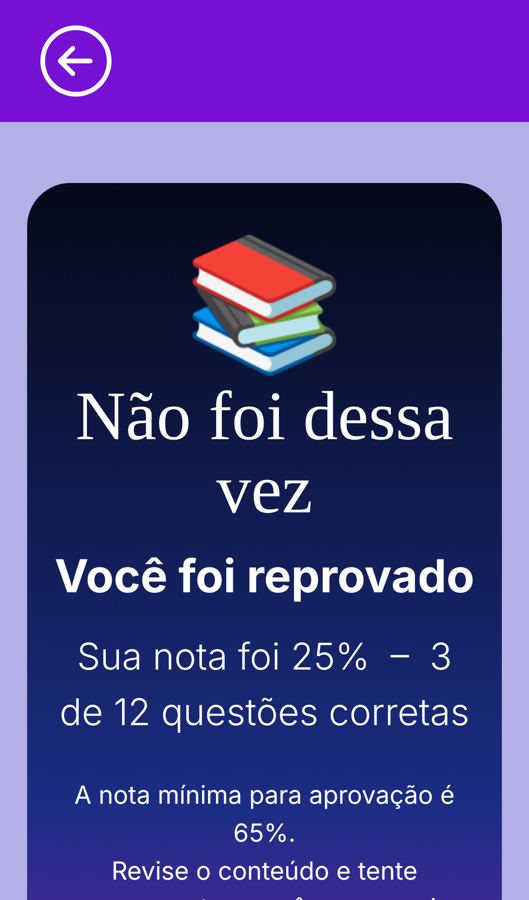 Não foi dessa
vez
Você foi reprovado
Sua nota foi 25% – 3
de 12 questões corretas
A nota mínima para aprovação é
65%.
Revise o conteúdo e tente